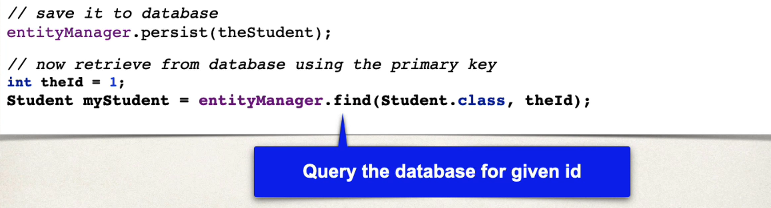 // save it to database
entityManager.persist(theStudent);
// now retrieve from database using the primary key
int theId = 1;
Student myStudent = entityManager.find(Student.class, theId);
Query the database for given id